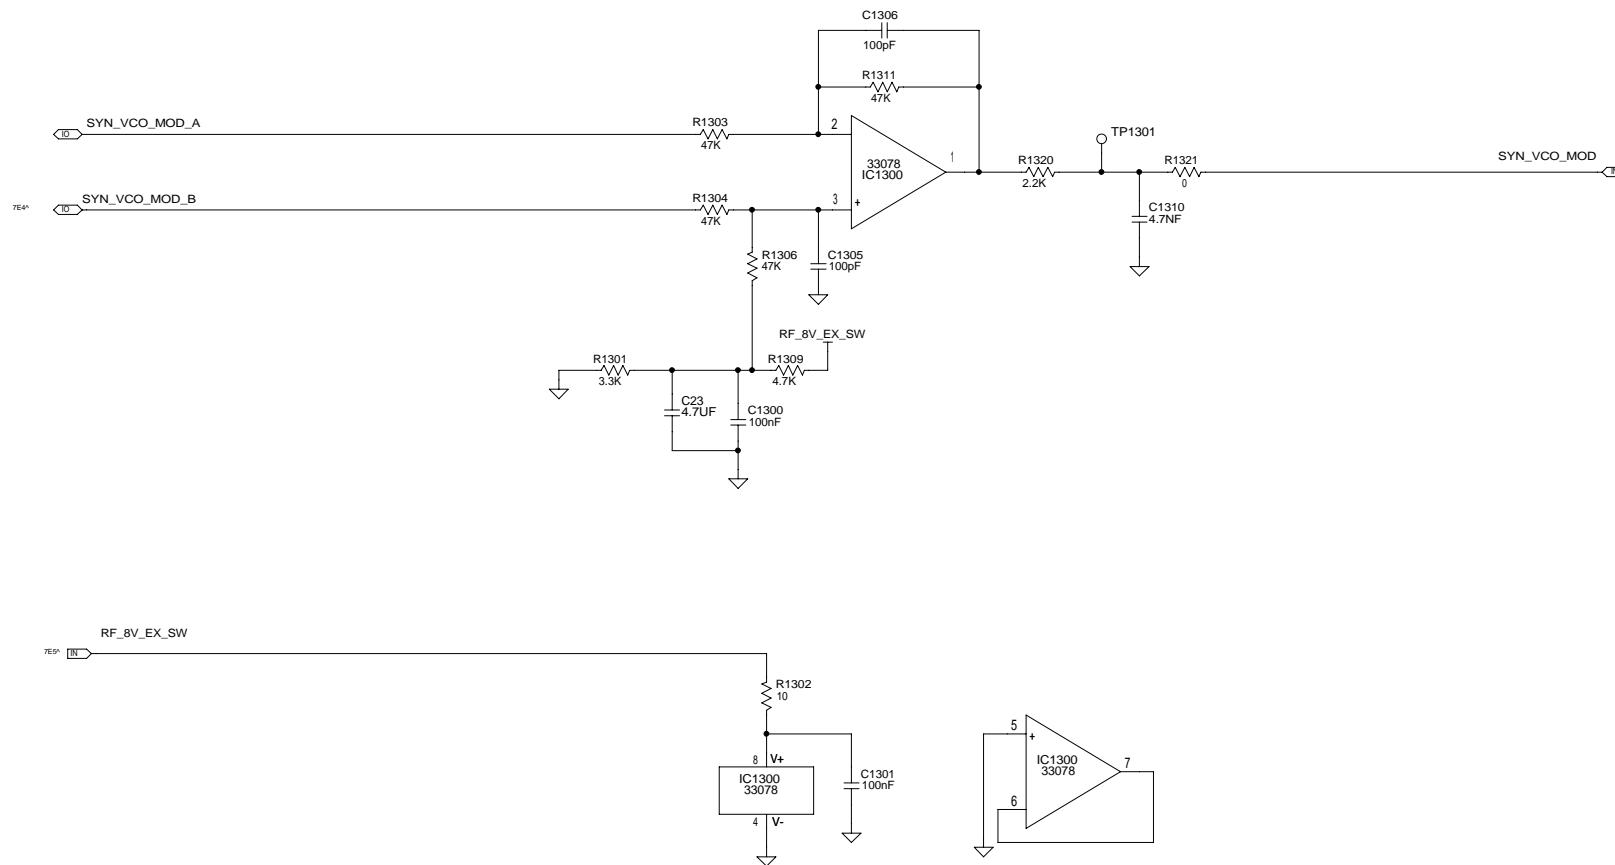 C1306
100pF
R1311
47K
IO
SYN_VCO_MOD_A
R1303
47K
2
33078
IC1300
1
TP1301
R1320
2.2K
R1321
0
SYN_VCO_MOD
7E4^
IO
SYN_VCO_MOD_B
R1304
47K
3
+
C1310
4.7NF
R1306
47K
C1305
100pF
RF_8V_EX_SW
R1301
3.3K
R1309
4.7K
C23
4.7UF
C1300
100nF
RF_8V_EX_SW
7E5^
IN
R1302
10
8 V+
IC1300
33078
4 V-
C1301
100nF
5
+
IC1300
33078
7
6